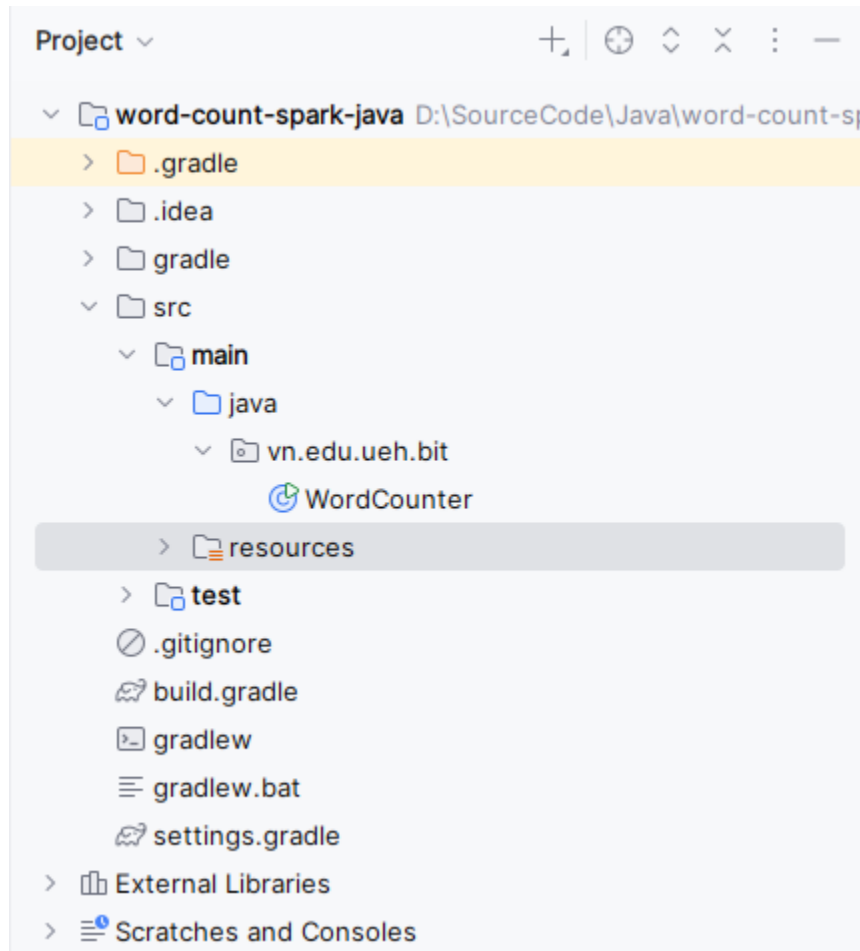 Project
word-count-spark-java D:\SourceCode\Java\word-count-sp
.gradle
.idea
gradle
src
main
java
vn.edu.ueh.bit
WordCounter
resources
test
.gitignore
build.gradle
gradlew
gradlew.bat
settings.gradle
External Libraries
Scratches and Consoles